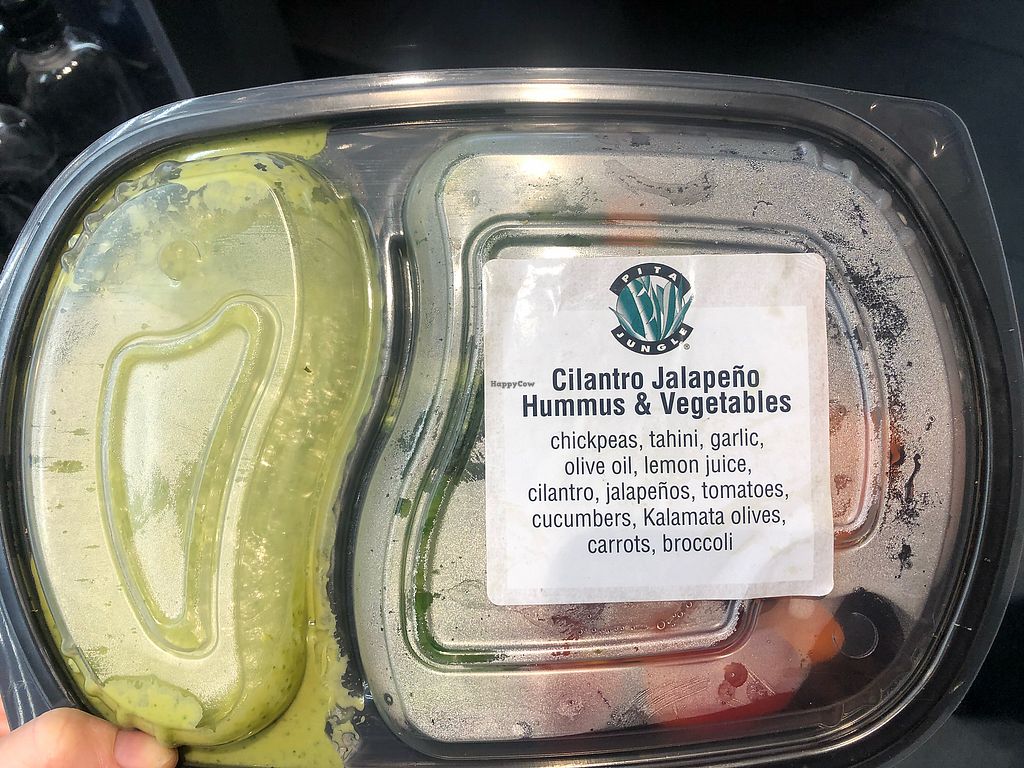 PITA
JUNGLE®
HappyCow
Cilantro Jalapeño
Hummus & Vegetables
chickpeas, tahini, garlic,
olive oil, lemon juice,
cilantro, jalapeños, tomatoes,
cucumbers, Kalamata olives,
carrots, broccoli